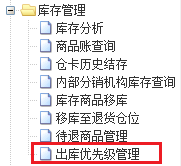 库存管理
库存分析
商品账查询
仓卡历史结存
内部分销机构库存查询
库存商品移库
移库至退货仓位
待退商品管理
出库优先级管理